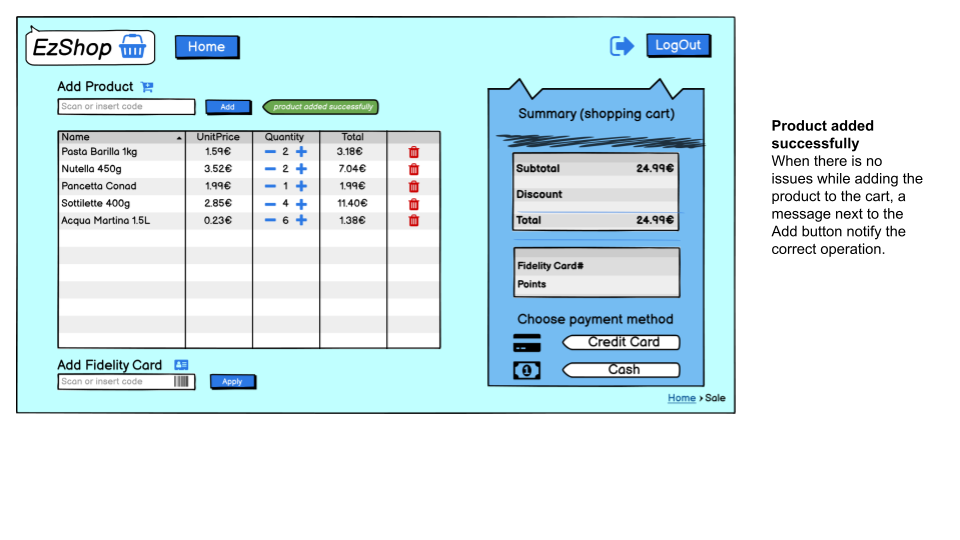 EzShop
Home
LogOut
Add Product
Scan or insert code
Add
product added successfully
Name UnitPrice Quantity Total
Pasta Barilla 1kg 1.59€ 2 3.18€
Nutella 450g 3.52€ 2 7.04€
Pancetta Conad 1.99€ 1 1.99€
Sottilette 400g 2.85€ 4 11.40€
Acqua Martina 1.5L 0.23€ 6 1.38€
Add Fidelity Card
Scan or insert code
Apply
Summary (shopping cart)
Subtotal 24.99€
Discount
Total 24.99€
Fidelity Card#
Points
Choose payment method
Credit Card
1
Cash
Home › Sale
Product added
successfully
When there is no
issues while adding the
product to the cart, a
message next to the
Add button notify the
correct operation.